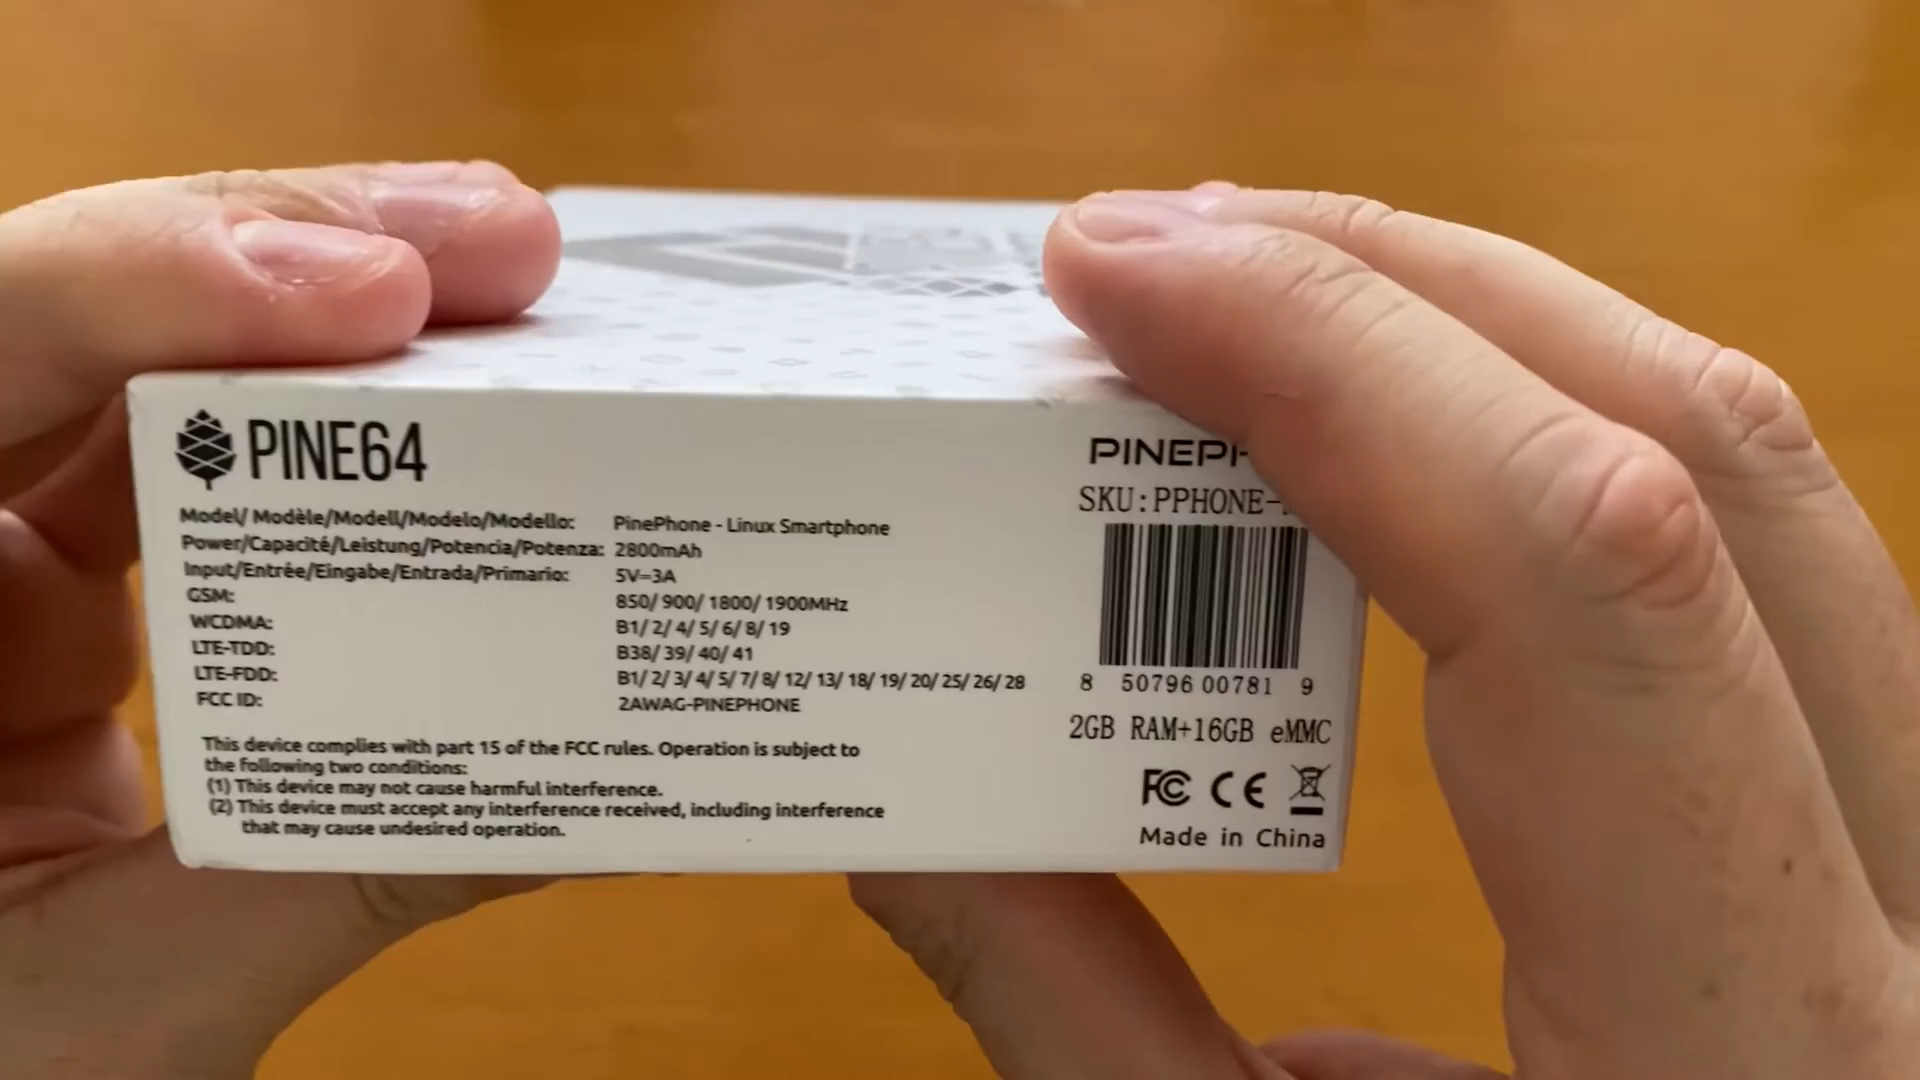 PINE64
Model/ Modèle/Modell/Modelo/Modello: PinePhone - Linux Smartphone
Power/Capacité/Leistung/Potencia/Potenza: 2800mAh
Input/Entrée/Eingabe/Entrada/Primario: 5V=3A
GSM: 850/ 900/ 1800/ 1900MHz
WCDMA: B1/ 2/ 4/ 5/ 6/ 8/ 19
LTE-TDD: B38/ 39/ 40/ 41
LTE-FDD: B1/ 2/ 3/ 4/ 5/ 7/ 8/ 12/ 13/ 18/ 19/ 20/ 25/ 26/ 28
FCC ID: 2AWAG-PINEPHONE
This device complies with part 15 of the FCC rules. Operation is subject to
the following two conditions:
(1) This device may not cause harmful interference.
(2) This device must accept any interference received, including interference
that may cause undesired operation.
PINEP
SKU:PPHONE-
8 50796 00781 9
2GB RAM+16GB eMMC
FC CE
Made in China